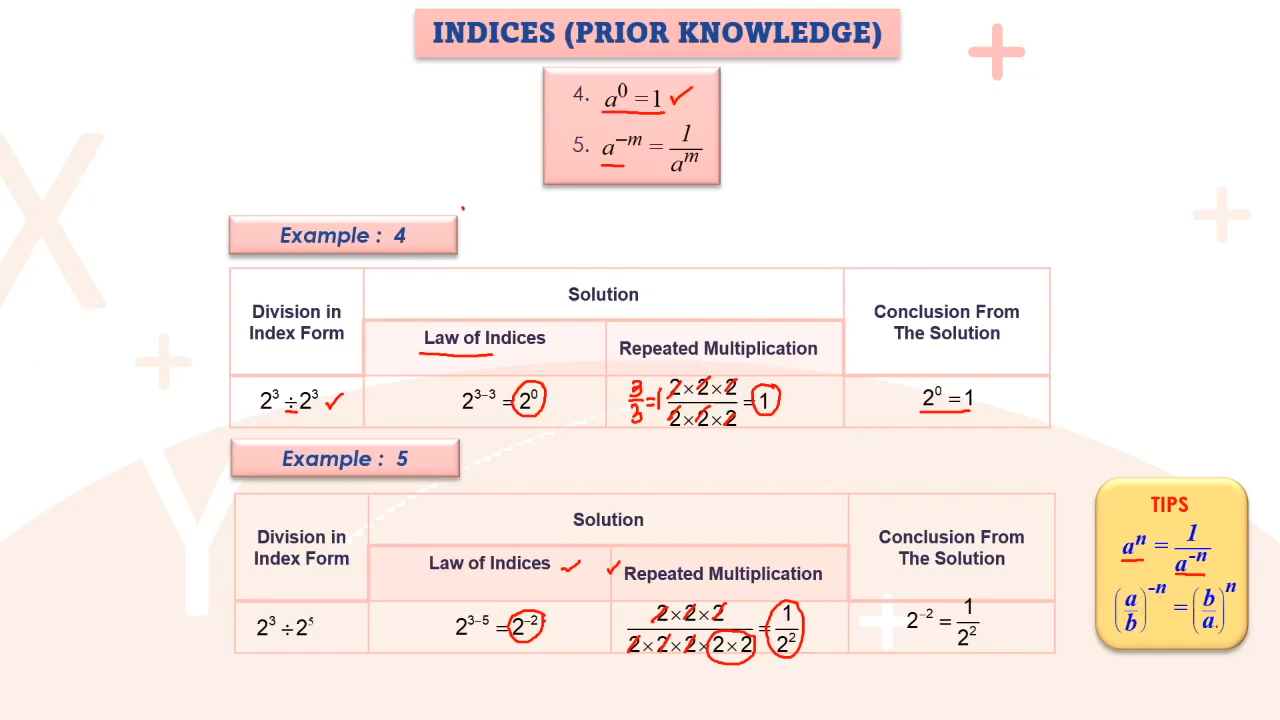 INDICES (PRIOR KNOWLEDGE)
4. a⁰ = 1 ✓
5. a⁻ᵐ = 1/aᵐ
Example : 4
Division in Index Form
Solution
Conclusion From The Solution
Law of Indices
Repeated Multiplication
2³ ÷ 2³ ✓
2³⁻³ = 2⁰
3/3 = 1
2 × 2 × 2 / 2 × 2 × 2 = 1
2⁰ = 1
Example : 5
Division in Index Form
Solution
Conclusion From The Solution
Law of Indices ✓
✓ Repeated Multiplication
2³ ÷ 2⁵
2³⁻⁵ = 2⁻²
2 × 2 × 2 / 2 × 2 × 2 × 2 × 2 = 1/2²
2⁻² = 1/2²
TIPS
aⁿ = 1/a⁻ⁿ
(a/b)⁻ⁿ = (b/a)ⁿ
X
Y